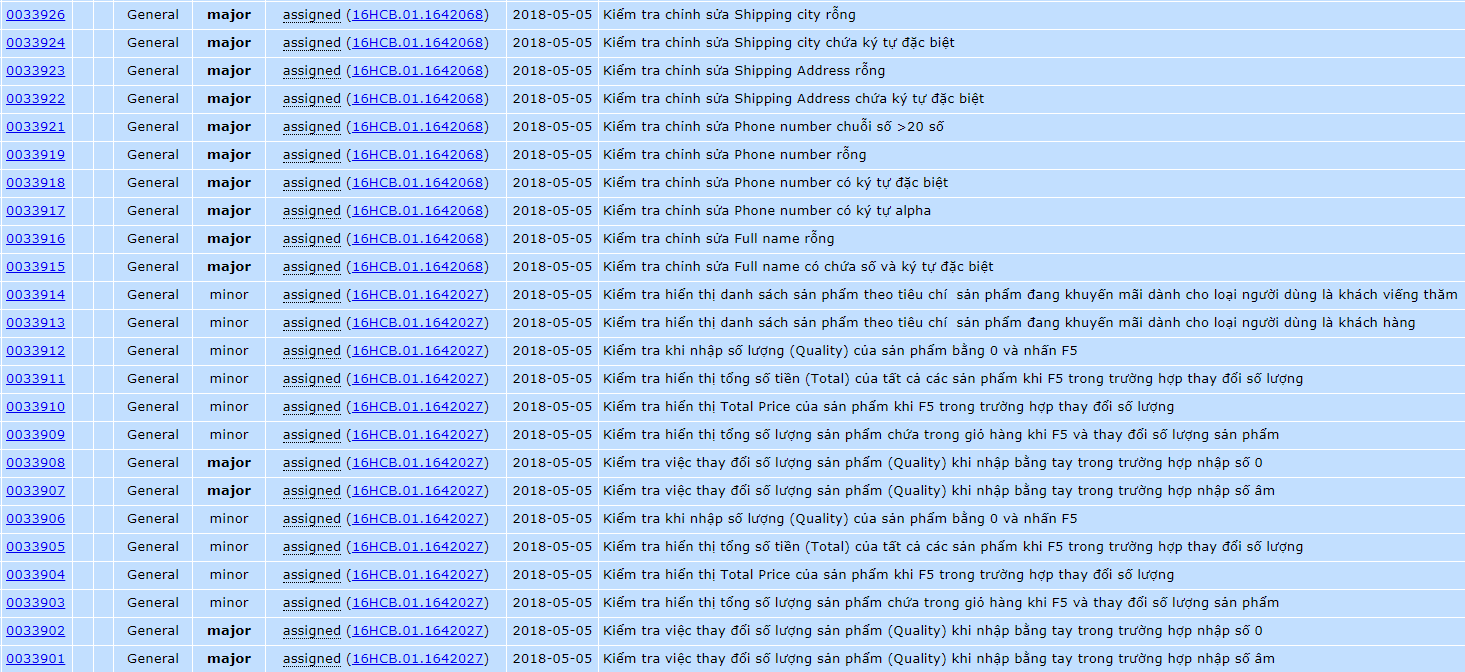 0033926 General major assigned (16HCB.01.1642068) 2018-05-05 Kiểm tra chỉnh sửa Shipping city rỗng
0033924 General major assigned (16HCB.01.1642068) 2018-05-05 Kiểm tra chỉnh sửa Shipping city chứa ký tự đặc biệt
0033923 General major assigned (16HCB.01.1642068) 2018-05-05 Kiểm tra chỉnh sửa Shipping Address rỗng
0033922 General major assigned (16HCB.01.1642068) 2018-05-05 Kiểm tra chỉnh sửa Shipping Address chứa ký tự đặc biệt
0033921 General major assigned (16HCB.01.1642068) 2018-05-05 Kiểm tra chỉnh sửa Phone number chuỗi số >20 số
0033919 General major assigned (16HCB.01.1642068) 2018-05-05 Kiểm tra chỉnh sửa Phone number rỗng
0033918 General major assigned (16HCB.01.1642068) 2018-05-05 Kiểm tra chỉnh sửa Phone number có ký tự đặc biệt
0033917 General major assigned (16HCB.01.1642068) 2018-05-05 Kiểm tra chỉnh sửa Phone number có ký tự alpha
0033916 General major assigned (16HCB.01.1642068) 2018-05-05 Kiểm tra chỉnh sửa Full name rỗng
0033915 General major assigned (16HCB.01.1642068) 2018-05-05 Kiểm tra chỉnh sửa Full name có chứa số và ký tự đặc biệt
0033914 General minor assigned (16HCB.01.1642027) 2018-05-05 Kiểm tra hiển thị danh sách sản phẩm theo tiêu chí sản phẩm đang khuyến mãi dành cho loại người dùng là khách viếng thăm
0033913 General minor assigned (16HCB.01.1642027) 2018-05-05 Kiểm tra hiển thị danh sách sản phẩm theo tiêu chí sản phẩm đang khuyến mãi dành cho loại người dùng là khách hàng
0033912 General minor assigned (16HCB.01.1642027) 2018-05-05 Kiểm tra khi nhập số lượng (Quality) của sản phẩm bằng 0 và nhấn F5
0033911 General minor assigned (16HCB.01.1642027) 2018-05-05 Kiểm tra hiển thị tổng số tiền (Total) của tất cả các sản phẩm khi F5 trong trường hợp thay đổi số lượng
0033910 General minor assigned (16HCB.01.1642027) 2018-05-05 Kiểm tra hiển thị Total Price của sản phẩm khi F5 trong trường hợp thay đổi số lượng
0033909 General minor assigned (16HCB.01.1642027) 2018-05-05 Kiểm tra hiển thị tổng số lượng sản phẩm chứa trong giỏ hàng khi F5 và thay đổi số lượng sản phẩm
0033908 General major assigned (16HCB.01.1642027) 2018-05-05 Kiểm tra việc thay đổi số lượng sản phẩm (Quality) khi nhập bằng tay trong trường hợp nhập số 0
0033907 General major assigned (16HCB.01.1642027) 2018-05-05 Kiểm tra việc thay đổi số lượng sản phẩm (Quality) khi nhập bằng tay trong trường hợp nhập số âm
0033906 General minor assigned (16HCB.01.1642027) 2018-05-05 Kiểm tra khi nhập số lượng (Quality) của sản phẩm bằng 0 và nhấn F5
0033905 General minor assigned (16HCB.01.1642027) 2018-05-05 Kiểm tra hiển thị tổng số tiền (Total) của tất cả các sản phẩm khi F5 trong trường hợp thay đổi số lượng
0033904 General minor assigned (16HCB.01.1642027) 2018-05-05 Kiểm tra hiển thị Total Price của sản phẩm khi F5 trong trường hợp thay đổi số lượng
0033903 General minor assigned (16HCB.01.1642027) 2018-05-05 Kiểm tra hiển thị tổng số lượng sản phẩm chứa trong giỏ hàng khi F5 và thay đổi số lượng sản phẩm
0033902 General major assigned (16HCB.01.1642027) 2018-05-05 Kiểm tra việc thay đổi số lượng sản phẩm (Quality) khi nhập bằng tay trong trường hợp nhập số 0
0033901 General major assigned (16HCB.01.1642027) 2018-05-05 Kiểm tra việc thay đổi số lượng sản phẩm (Quality) khi nhập bằng tay trong trường hợp nhập số âm